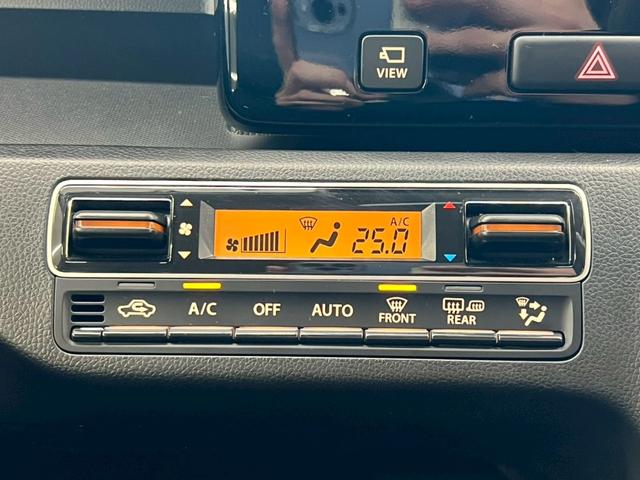 VIEW
A/C
25.0
A/C OFF AUTO FRONT REAR